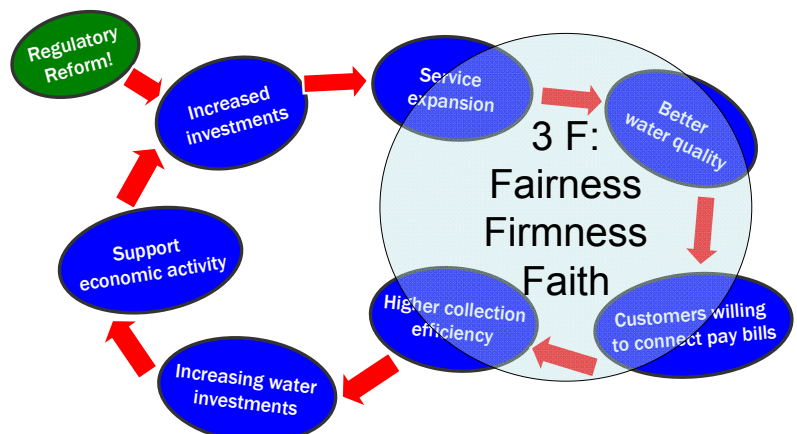 Regulatory
Reform!
Increased
investments
Service
expansion
Better
water quality
3 F:
Fairness
Firmness
Faith
Customers willing
to connect pay bills
Higher collection
efficiency
Increasing water
investments
Support
economic activity